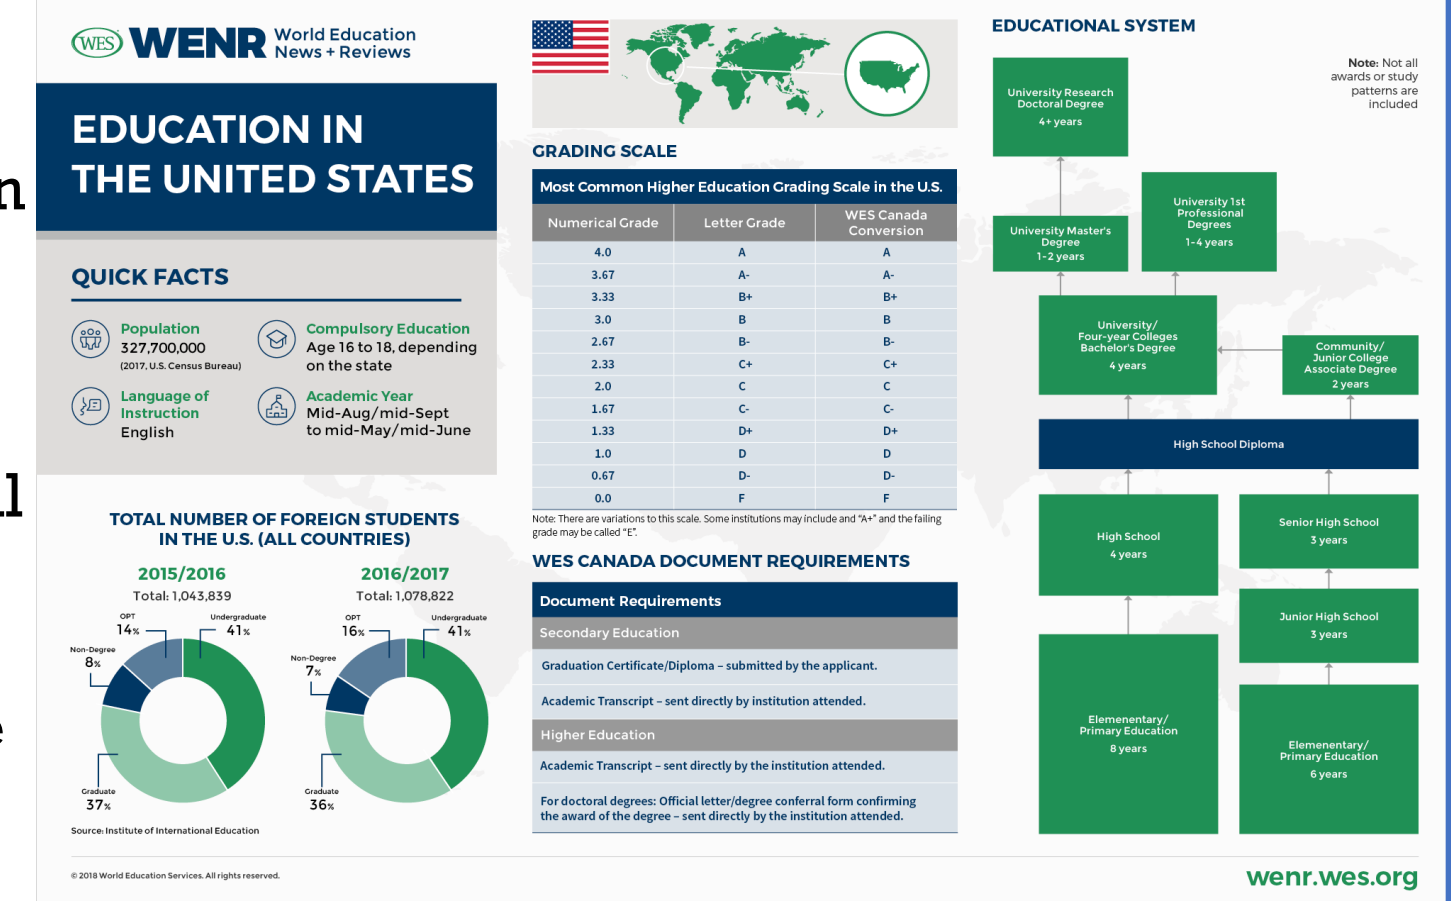 n
ll
e
WES WENR World Education
News + Reviews
EDUCATION IN
THE UNITED STATES
QUICK FACTS
Population
327,700,000
(2017, U.S. Census Bureau)
Compulsory Education
Age 16 to 18, depending
on the state
Language of
Instruction
English
Academic Year
Mid-Aug/mid-Sept
to mid-May/mid-June
TOTAL NUMBER OF FOREIGN STUDENTS
IN THE U.S. (ALL COUNTRIES)
2015/2016
Total: 1,043,839
OPT
14%
Undergraduate
41%
Non-Degree
8%
Graduate
37%
2016/2017
Total: 1,078,822
OPT
16%
Undergraduate
41%
Non-Degree
7%
Graduate
36%
Source: Institute of International Education
GRADING SCALE
Most Common Higher Education Grading Scale in the U.S.
Numerical Grade Letter Grade WES Canada
Conversion
4.0 A A
3.67 A- A-
3.33 B+ B+
3.0 B B
2.67 B- B-
2.33 C+ C+
2.0 C C
1.67 C- C-
1.33 D+ D+
1.0 D D
0.67 D- D-
0.0 F F
Note: There are variations to this scale. Some institutions may include and “A+” and the failing
grade may be called “E”.
WES CANADA DOCUMENT REQUIREMENTS
Document Requirements
Secondary Education
Graduation Certificate/Diploma – submitted by the applicant.
Academic Transcript – sent directly by institution attended.
Higher Education
Academic Transcript – sent directly by the institution attended.
For doctoral degrees: Official letter/degree conferral form confirming
the award of the degree – sent directly by the institution attended.
EDUCATIONAL SYSTEM
Note: Not all
awards or study
patterns are
included
University Research
Doctoral Degree
4+ years
University 1st
Professional
Degrees
1-4 years
University Master's
Degree
1-2 years
University/
Four-year Colleges
Bachelor's Degree
4 years
Community/
Junior College
Associate Degree
2 years
High School Diploma
High School
4 years
Senior High School
3 years
Junior High School
3 years
Elemenentary/
Primary Education
8 years
Elemenentary/
Primary Education
6 years
© 2018 World Education Services. All rights reserved.
wenr.wes.org